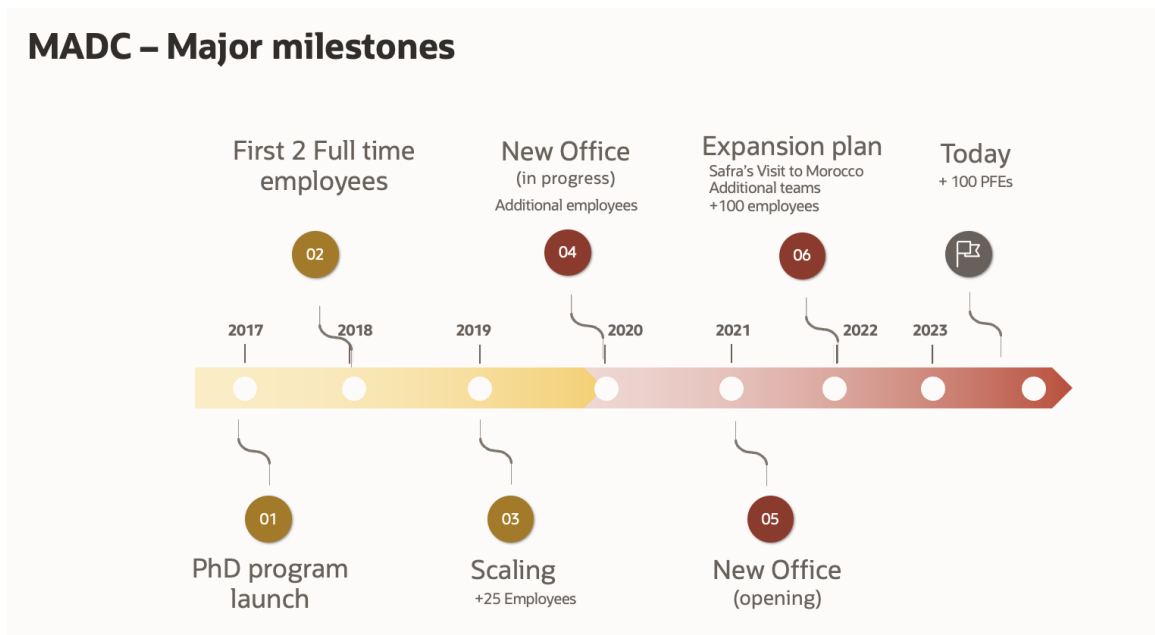 MADC – Major milestones
First 2 Full time
employees
New Office
(in progress)
Additional employees
Expansion plan
Safra's Visit to Morocco
Additional teams
+100 employees
Today
+ 100 PFEs
02
04
06
2017
2018
2019
2020
2021
2022
2023
01
03
05
PhD program
launch
Scaling
+25 Employees
New Office
(opening)